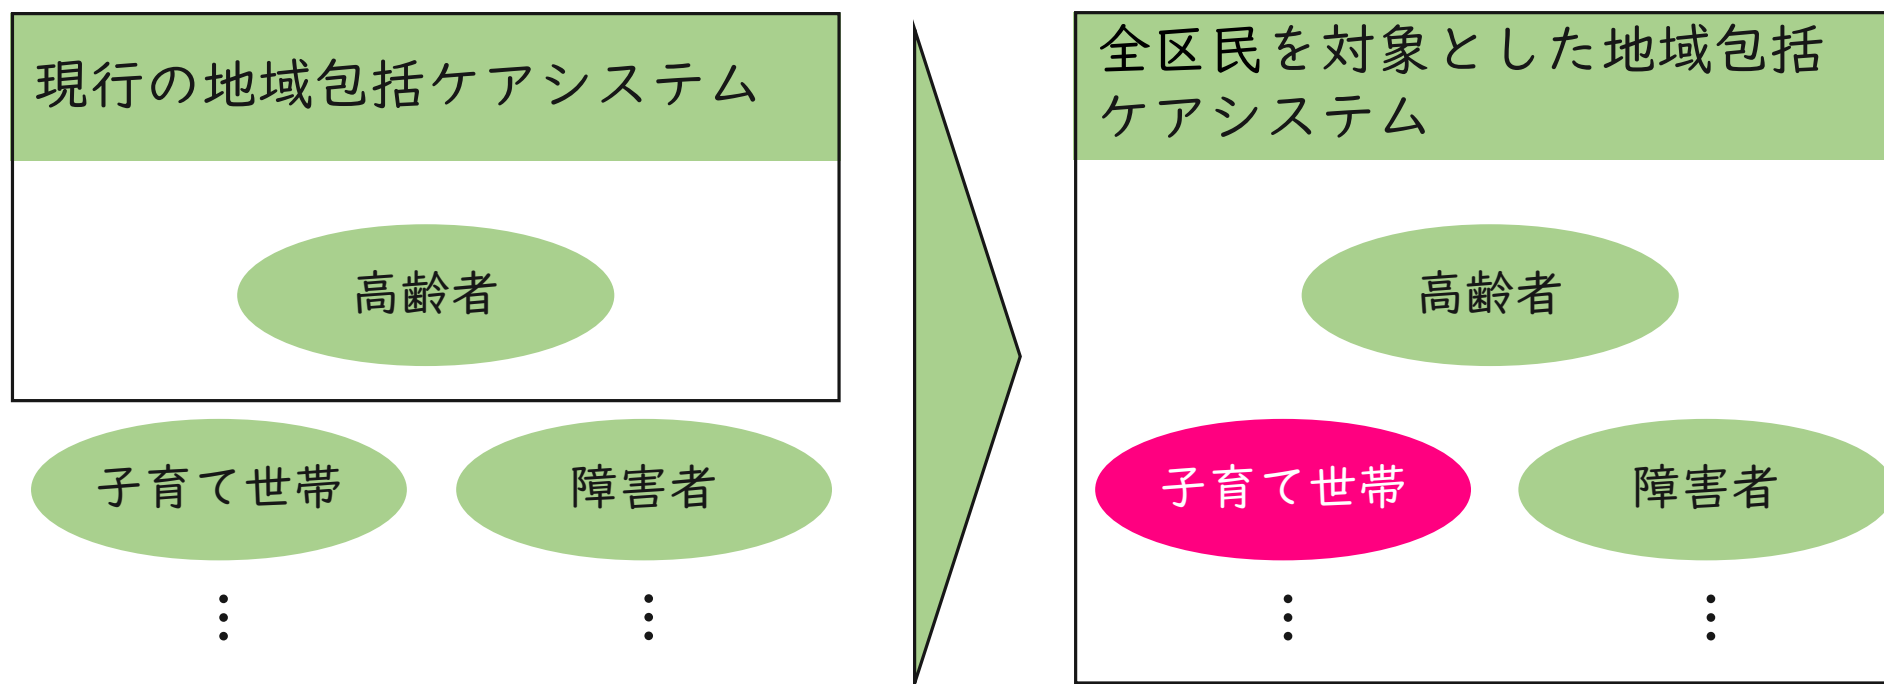 現行の地域包括ケアシステム
高齢者
子育て世帯
障害者
⋮
⋮
全区民を対象とした地域包括
ケアシステム
高齢者
子育て世帯
障害者
⋮
⋮